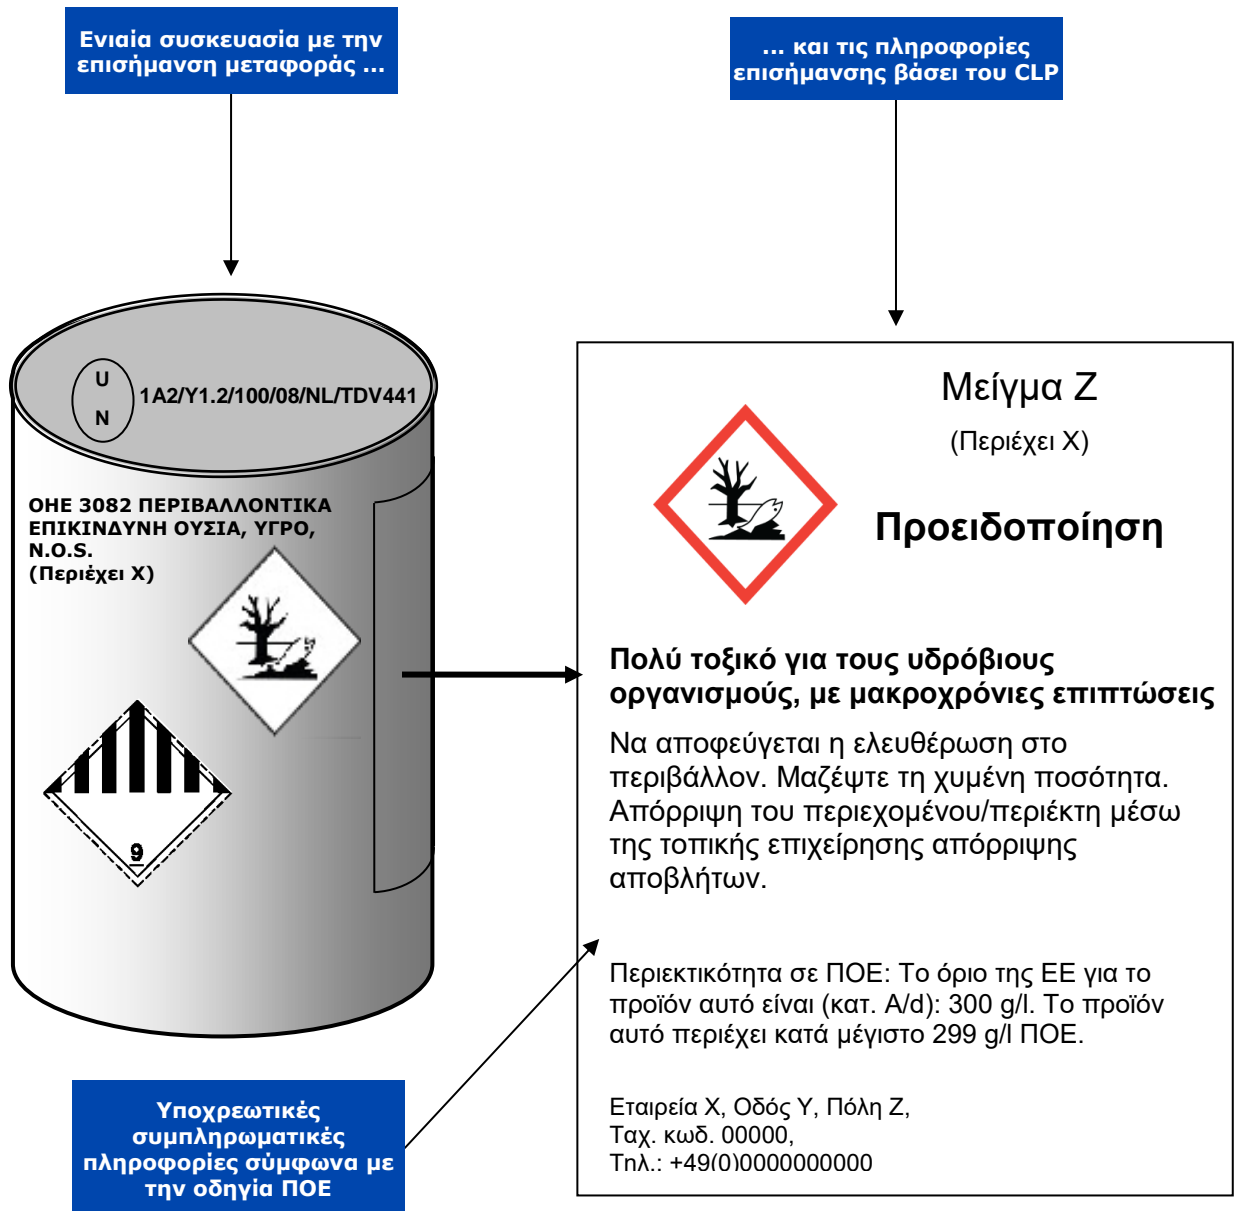 Ενιαία συσκευασία με την
επισήμανση μεταφοράς ...
... και τις πληροφορίες
επισήμανσης βάσει του CLP
U
N
1A2/Y1.2/100/08/NL/TDV441
ΟΗΕ 3082 ΠΕΡΙΒΑΛΛΟΝΤΙΚΑ
ΕΠΙΚΙΝΔΥΝΗ ΟΥΣΙΑ, ΥΓΡΟ,
N.O.S.
(Περιέχει Χ)
9
Μείγμα Ζ
(Περιέχει Χ)
Προειδοποίηση
Πολύ τοξικό για τους υδρόβιους
οργανισμούς, με μακροχρόνιες επιπτώσεις
Να αποφεύγεται η ελευθέρωση στο
περιβάλλον. Μαζέψτε τη χυμένη ποσότητα.
Απόρριψη του περιεχομένου/περιέκτη μέσω
της τοπικής επιχείρησης απόρριψης
αποβλήτων.
Περιεκτικότητα σε ΠΟΕ: Το όριο της ΕΕ για το
προϊόν αυτό είναι (κατ. A/d): 300 g/l. Το προϊόν
αυτό περιέχει κατά μέγιστο 299 g/l ΠΟΕ.
Εταιρεία Χ, Οδός Υ, Πόλη Ζ,
Ταχ. κωδ. 00000,
Τηλ.: +49(0)0000000000
Υποχρεωτικές
συμπληρωματικές
πληροφορίες σύμφωνα με
την οδηγία ΠΟΕ